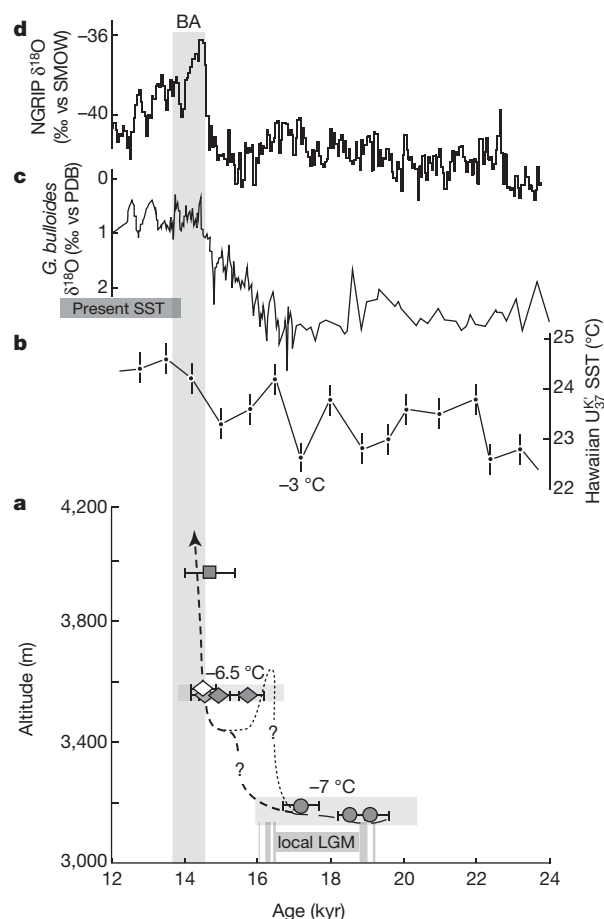 BA
d
NGRIP δ18O
(‰ vs SMOW)
−36
−40
c
G. bulloides
δ18O (‰ vs PDB)
0
1
2
Present SST
b
25
24
23
22
Hawaiian UK′37 SST (°C)
−3 °C
a
Altitude (m)
4,200
3,800
3,400
3,000
−6.5 °C
?
?
−7 °C
local LGM
12 14 16 18 20 22 24
Age (kyr)